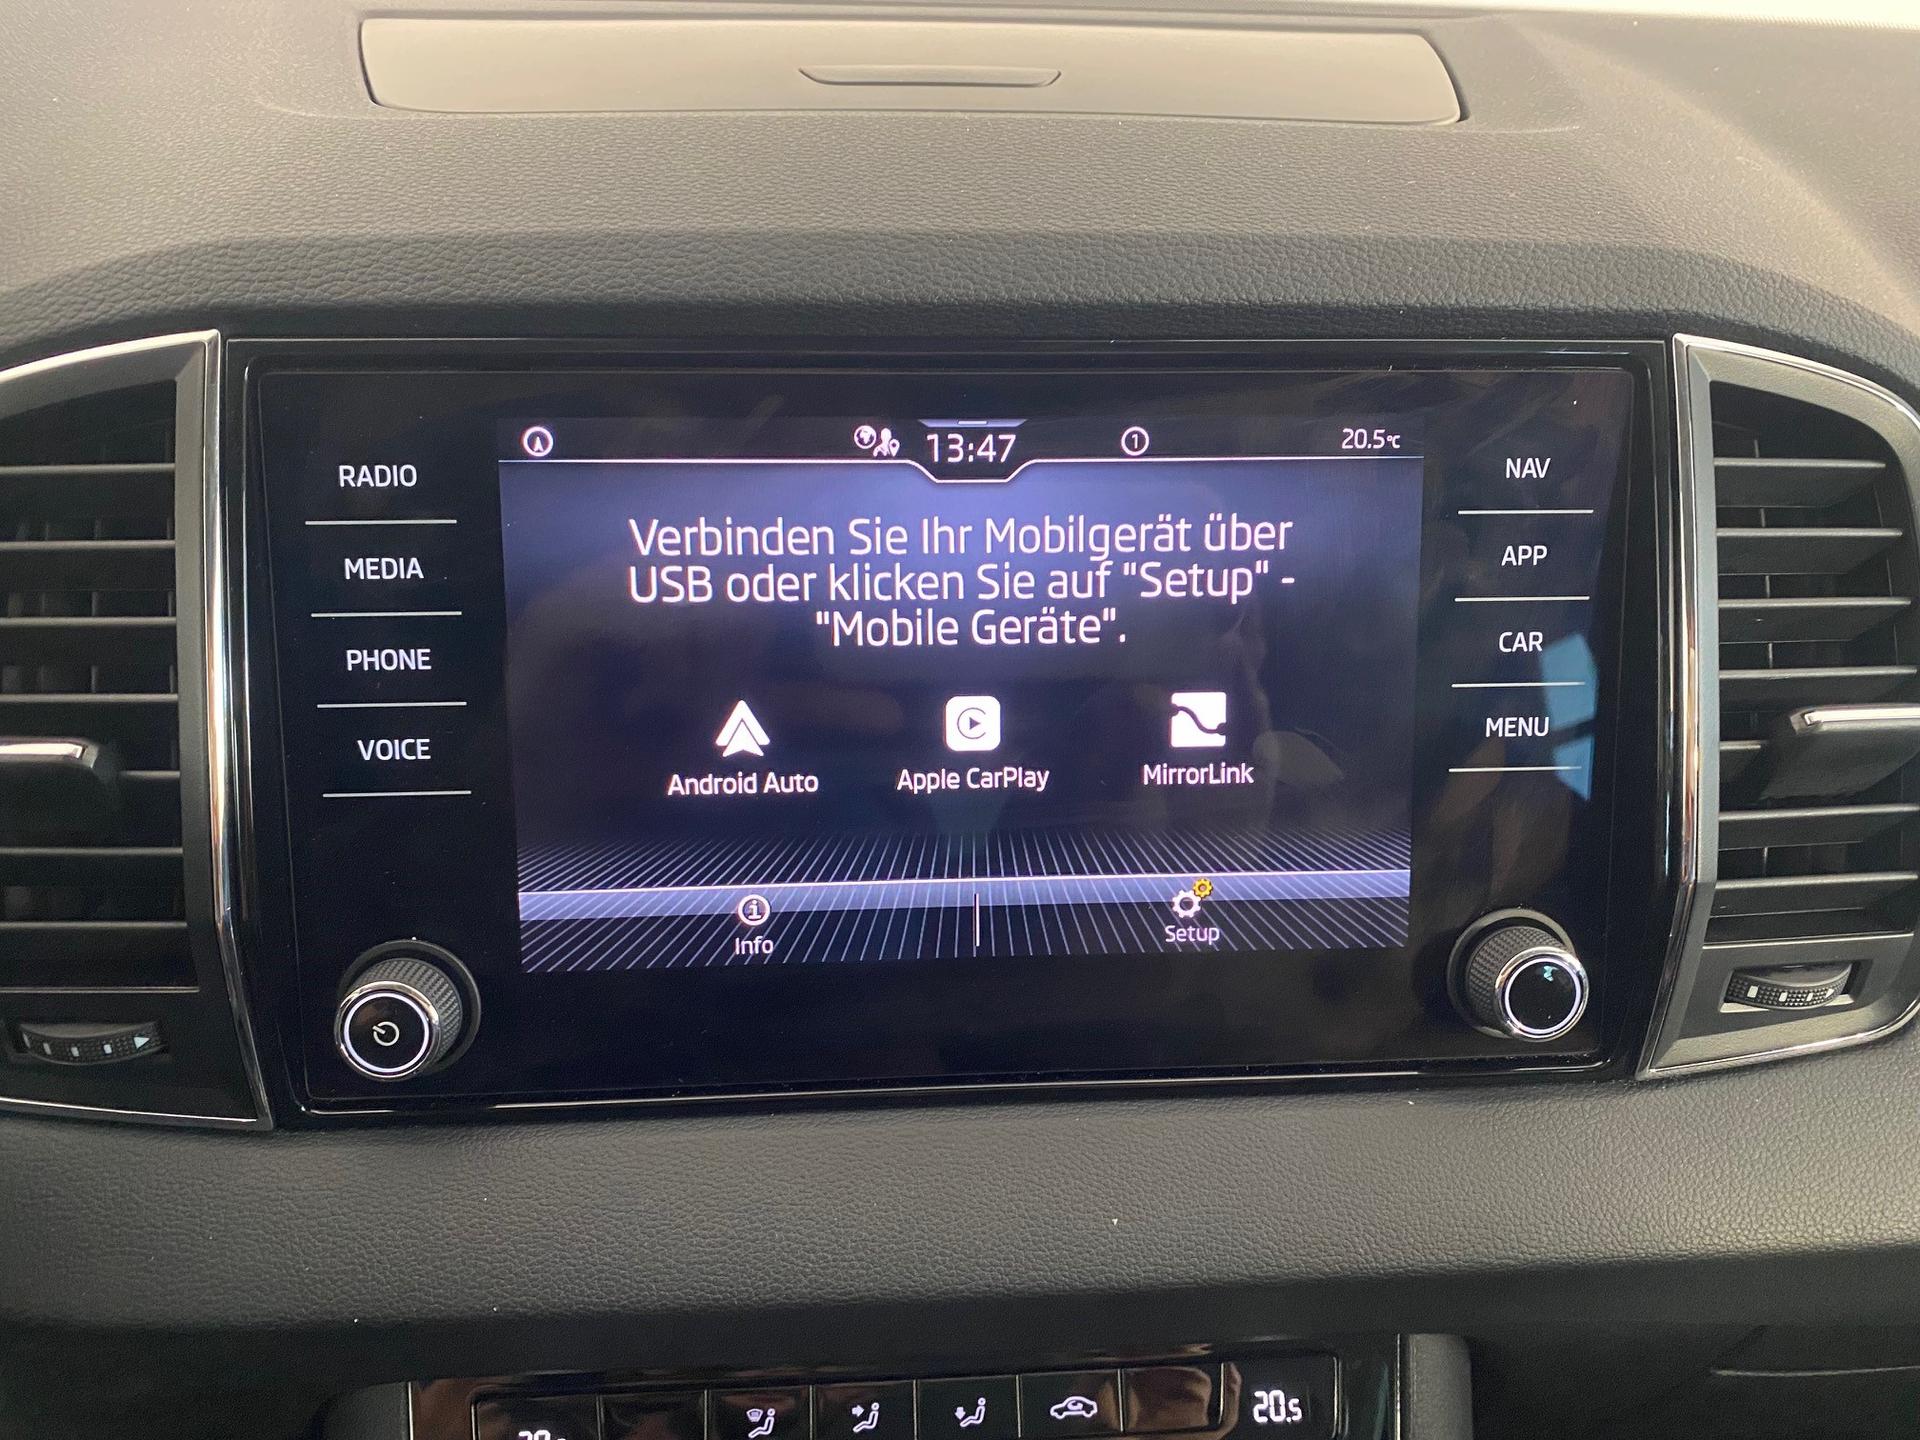 13:47
1
20.5°C
RADIO
MEDIA
PHONE
VOICE
Verbinden Sie Ihr Mobilgerät über
USB oder klicken Sie auf "Setup" -
"Mobile Geräte".
Android Auto
Apple CarPlay
MirrorLink
Info
Setup
NAV
APP
CAR
MENU
20.5